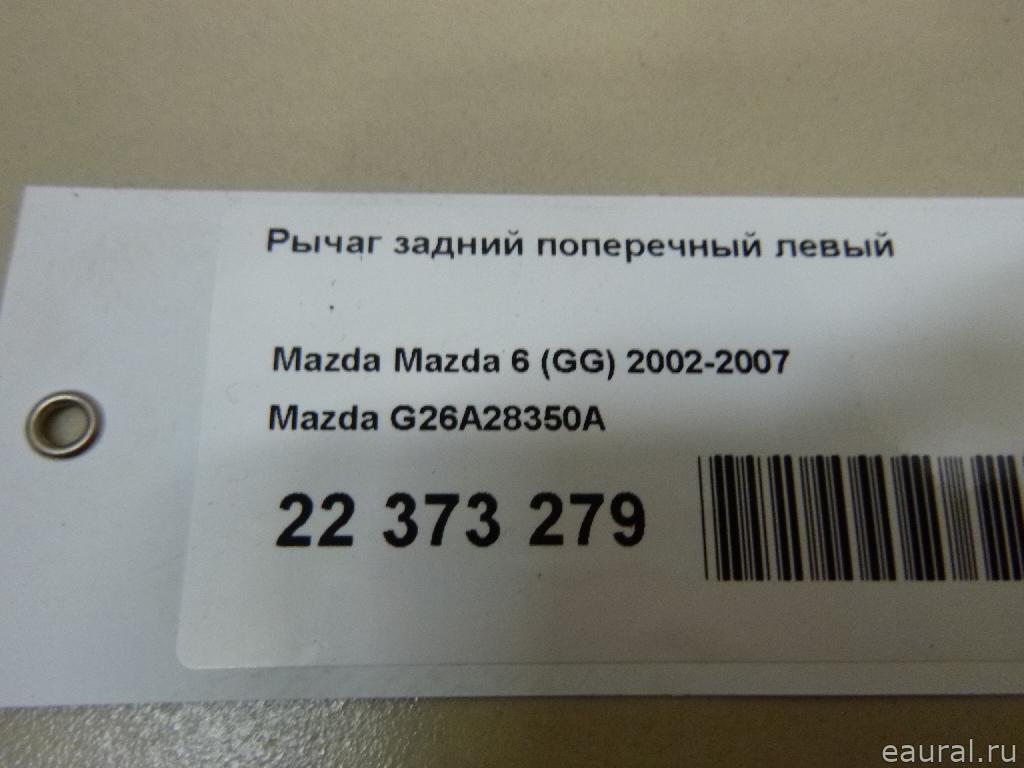 Рычаг задний поперечный левый
Mazda Mazda 6 (GG) 2002-2007
Mazda G26A28350A
22 373 279
eaural.ru